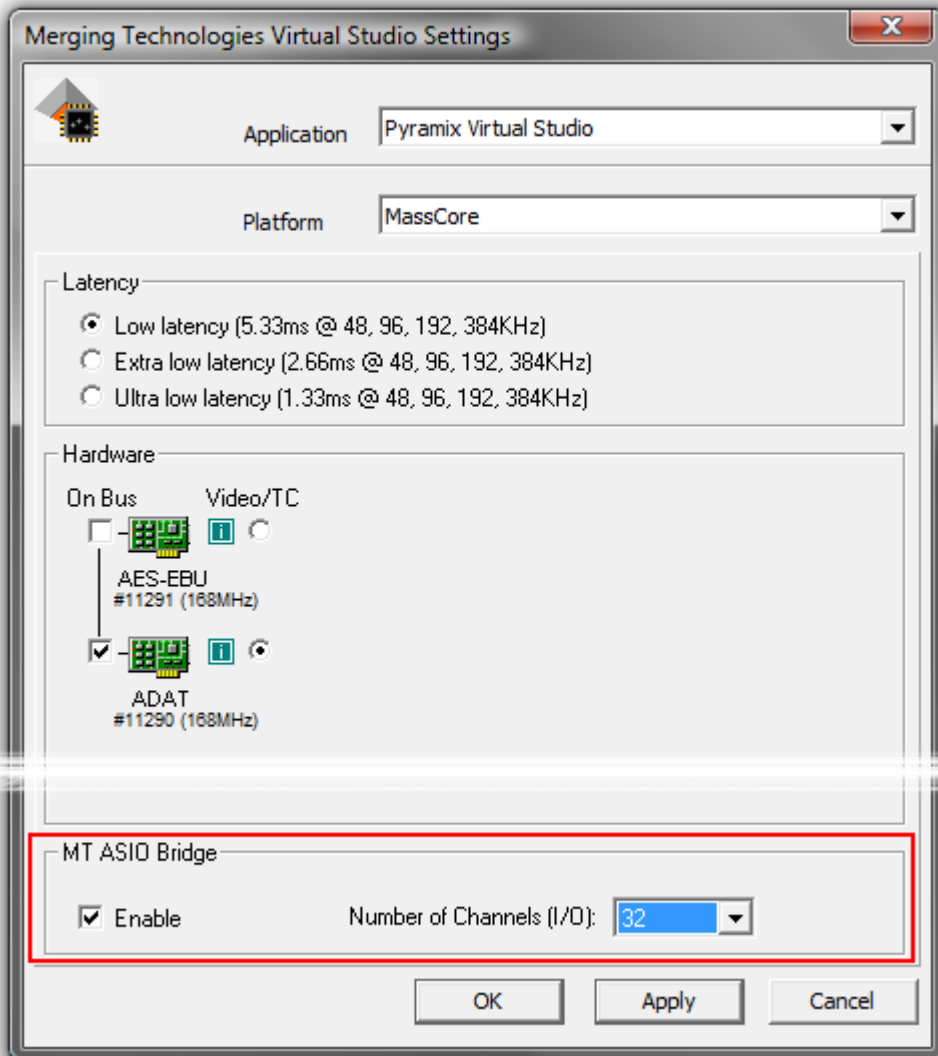 Merging Technologies Virtual Studio Settings
Application Pyramix Virtual Studio
Platform MassCore
Latency
Low latency (5.33ms @ 48, 96, 192, 384KHz)
Extra low latency (2.66ms @ 48, 96, 192, 384KHz)
Ultra low latency (1.33ms @ 48, 96, 192, 384KHz)
Hardware
On Bus Video/TC
i
AES-EBU
#11291 (168MHz)
i
ADAT
#11290 (168MHz)
MT ASIO Bridge
Enable Number of Channels (I/O): 32
OK Apply Cancel